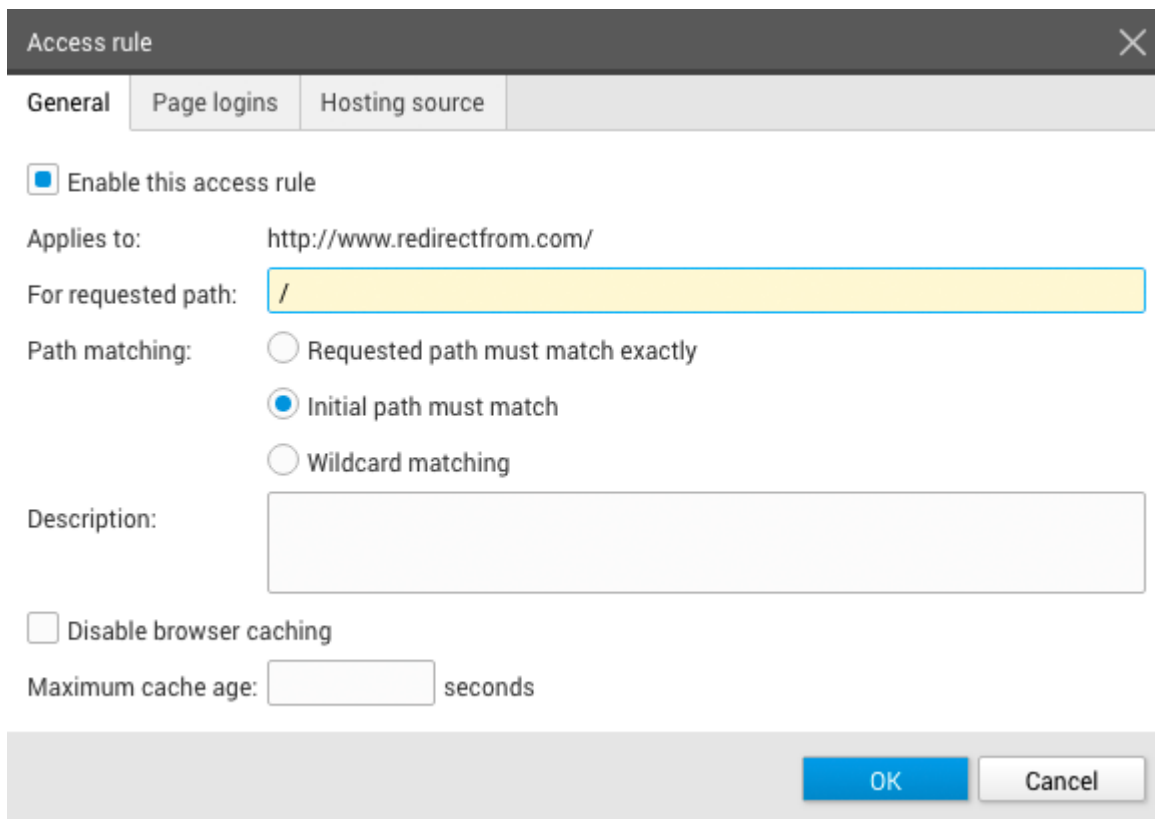 Access rule
General Page logins Hosting source
Enable this access rule
Applies to: http://www.redirectfrom.com/
For requested path: /
Path matching: Requested path must match exactly
Initial path must match
Wildcard matching
Description:
Disable browser caching
Maximum cache age: seconds
OK Cancel